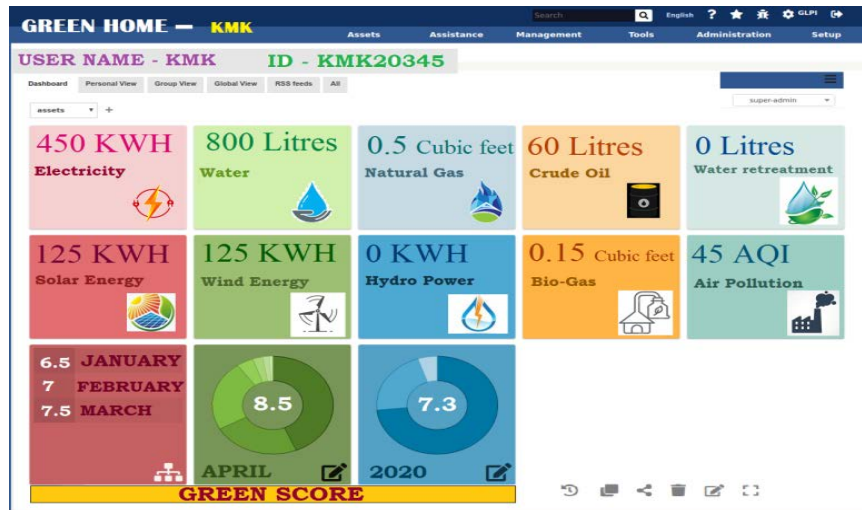 GREEN HOME — KMK
Search English ? GLPI
Assets Assistance Management Tools Administration Setup
USER NAME - KMK ID - KMK20345
Dashboard Personal View Group View Global View RSS feeds All
super-admin
assets +
450 KWH 800 Litres 0.5 Cubic feet 60 Litres 0 Litres
Electricity Water Natural Gas Crude Oil Water retreatment
125 KWH 125 KWH 0 KWH 0.15 Cubic feet 45 AQI
Solar Energy Wind Energy Hydro Power Bio-Gas Air Pollution
6.5 JANUARY
7 FEBRUARY
7.5 MARCH
8.5 7.3
APRIL 2020
GREEN SCORE